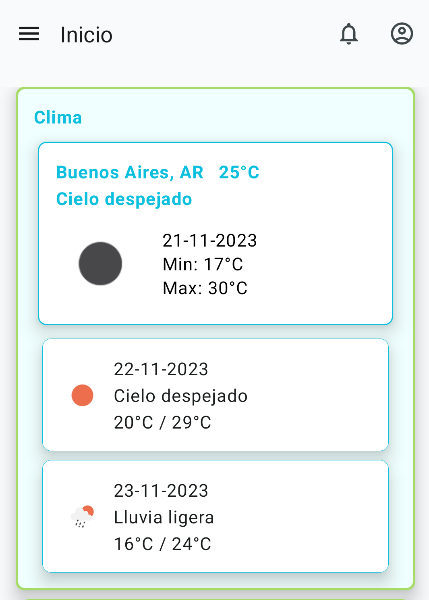 Inicio
Clima
Buenos Aires, AR 25°C
Cielo despejado
21-11-2023
Min: 17°C
Max: 30°C
22-11-2023
Cielo despejado
20°C / 29°C
23-11-2023
Lluvia ligera
16°C / 24°C